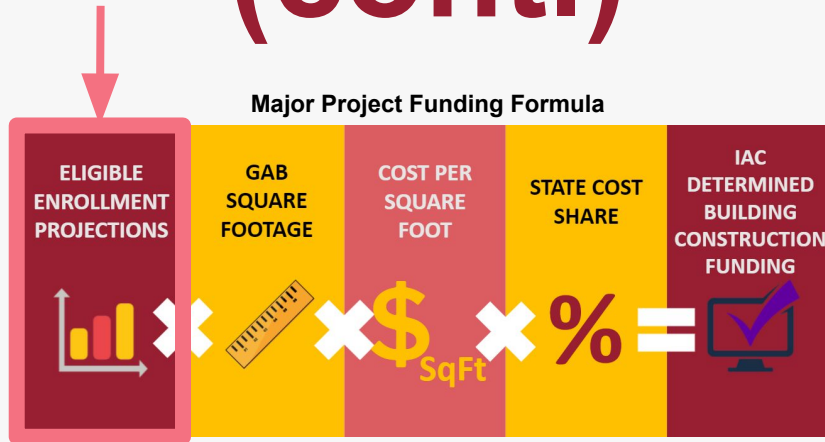 (cont.)
Major Project Funding Formula
ELIGIBLE
ENROLLMENT
PROJECTIONS
GAB
SQUARE
FOOTAGE
COST PER
SQUARE
FOOT
STATE COST
SHARE
IAC
DETERMINED
BUILDING
CONSTRUCTION
FUNDING
$
SqFt
%
=